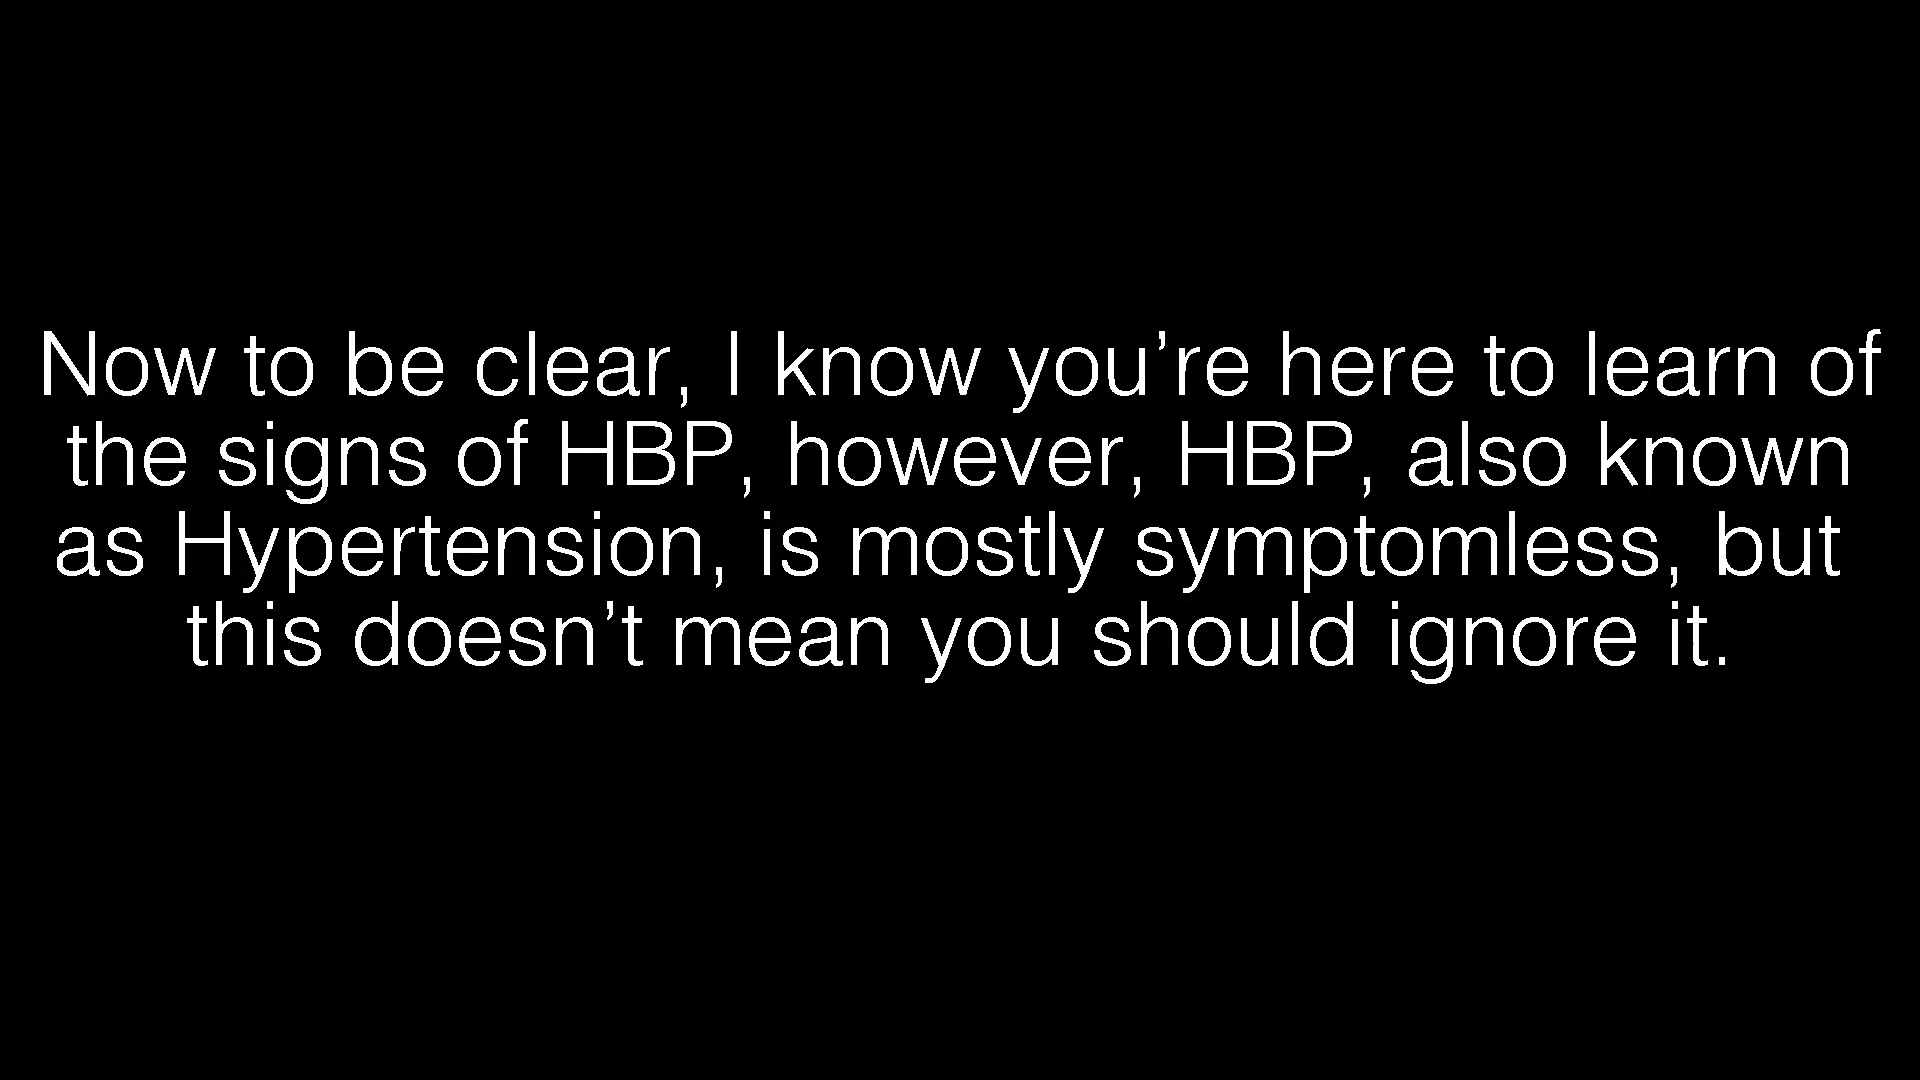 Now to be clear, I know you’re here to learn of
the signs of HBP, however, HBP, also known
as Hypertension, is mostly symptomless, but
this doesn’t mean you should ignore it.